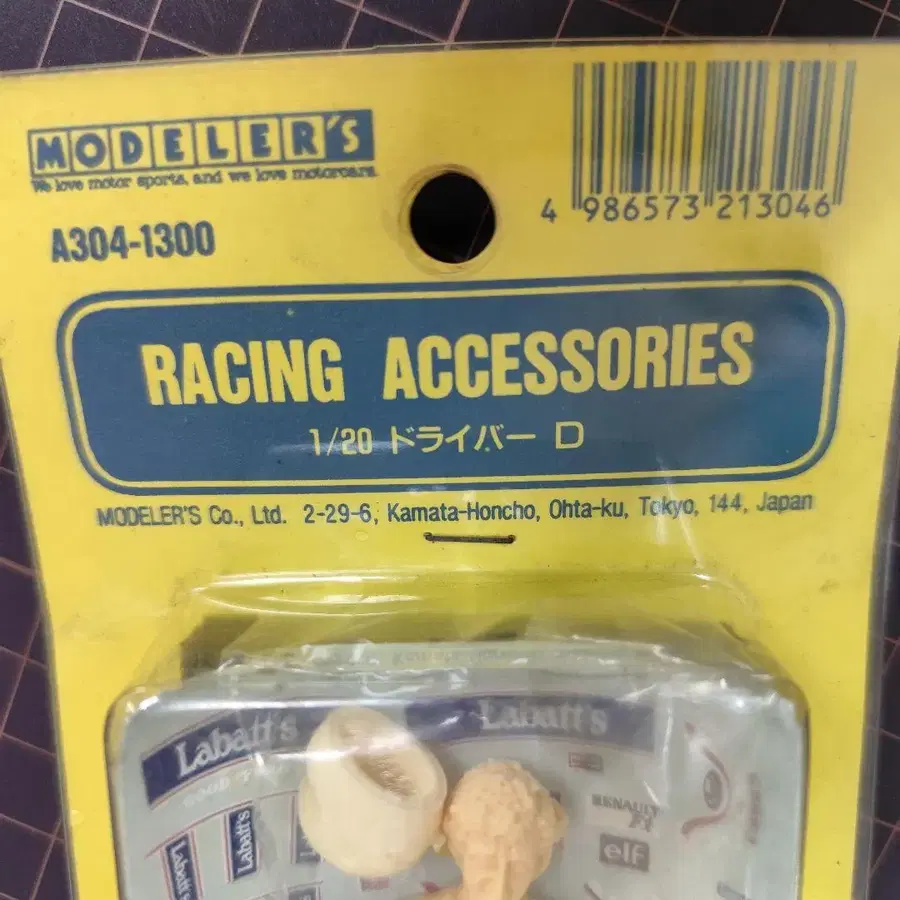 MODELER'S
We love motor sports, and we love motorcars.
4 986573 213046
A304-1300
RACING ACCESSORIES
1/20 ドライバー D
MODELER'S Co., Ltd. 2-29-6, Kamata-Honcho, Ohta-ku, Tokyo, 144, Japan
Labatt's
Labatt's
RENAULT
elf
Labatt's
Labatt's